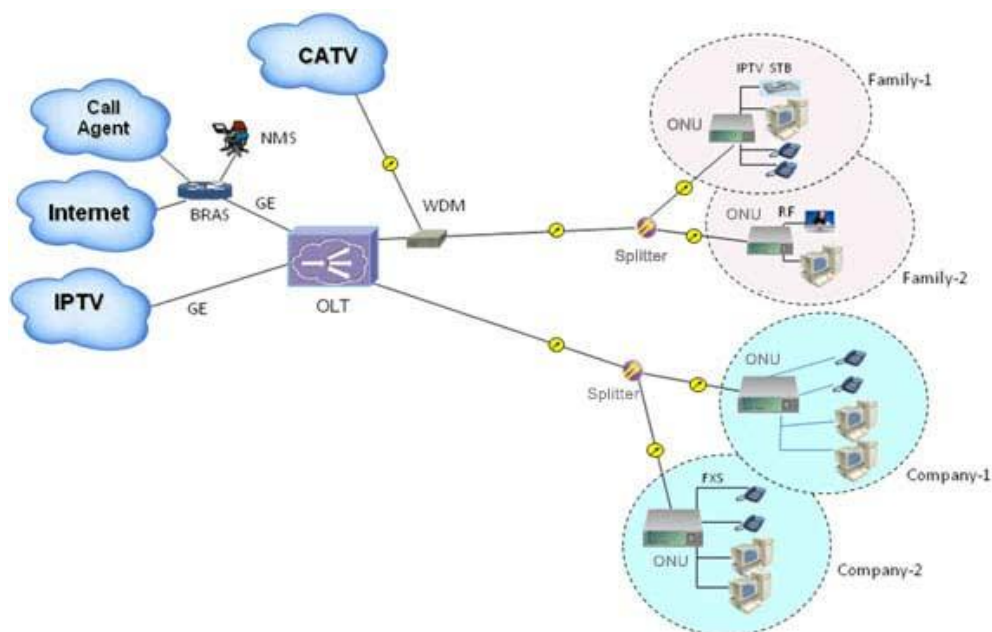 CATV
Call
Agent
NMS
Internet
BRAS
GE
IPTV
GE
OLT
WDM
Splitter
IPTV STB
Family-1
ONU
ONU
RF
Family-2
Splitter
ONU
Company-1
FXS
ONU
Company-2